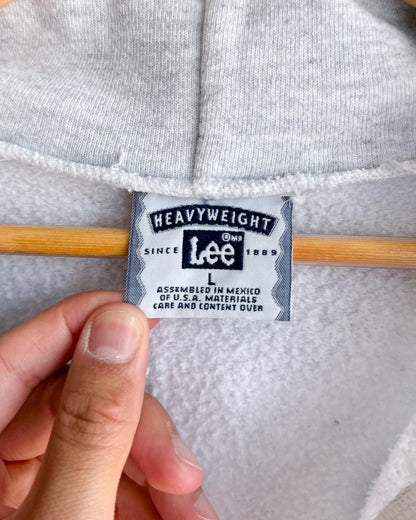 HEAVYWEIGHT
SINCE Lee ®MR 1889
L
ASSEMBLED IN MEXICO
OF U.S.A. MATERIALS
CARE AND CONTENT OVER